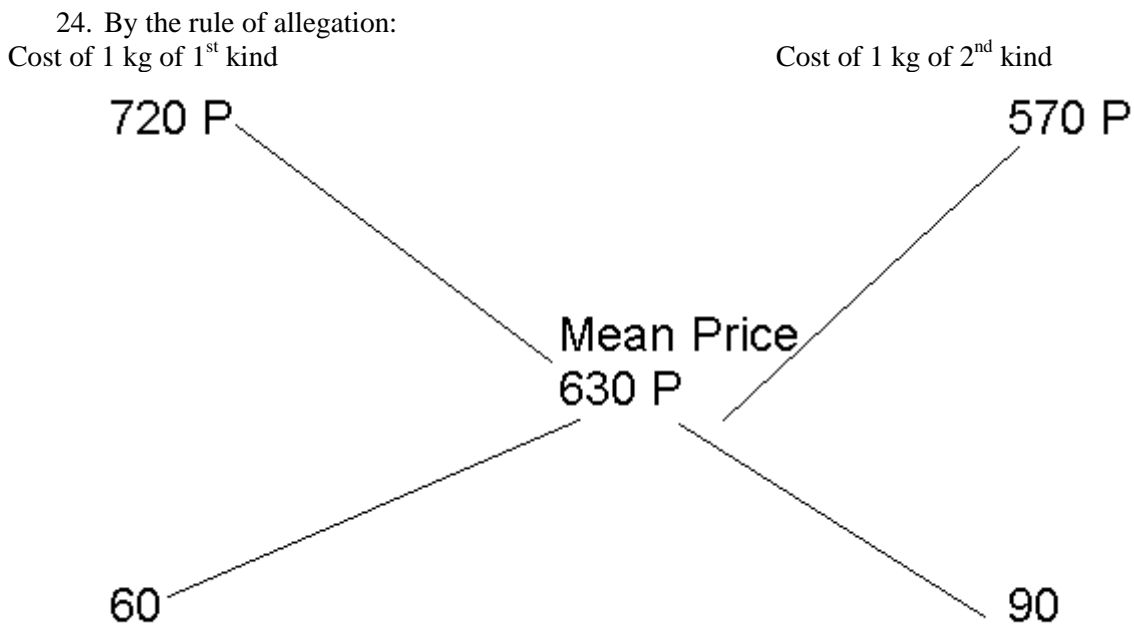 24. By the rule of allegation:
Cost of 1 kg of 1st kind Cost of 1 kg of 2nd kind
720 P 570 P
Mean Price
630 P
60 90